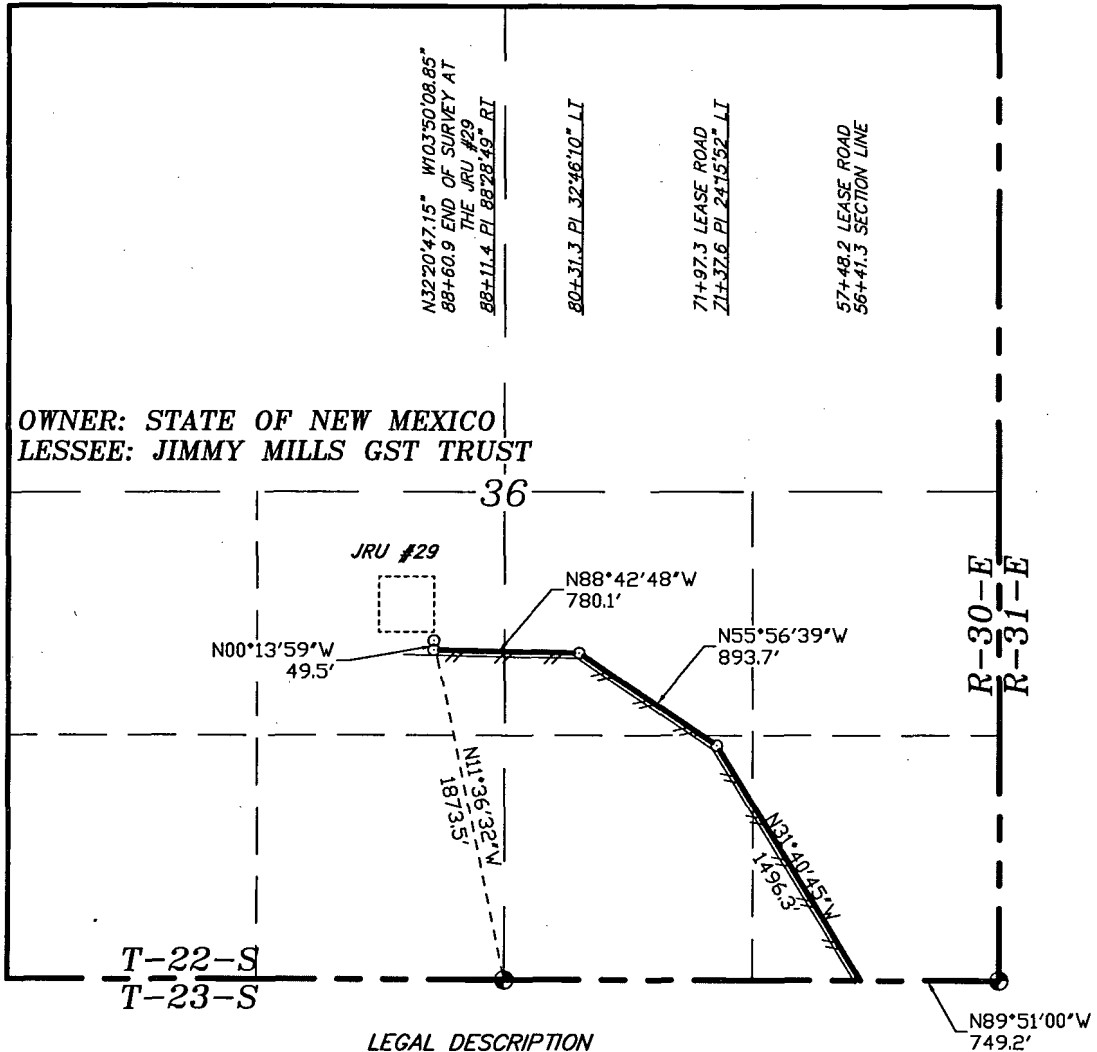 N32°20'47.15" W103°50'08.85"
88+60.9 END OF SURVEY AT
THE JRU #29
88+11.4 PI 88°28'49" RT
80+31.3 PI 32°46'10" LT
71+97.3 LEASE ROAD
71+37.6 PI 24°15'52" LT
57+48.2 LEASE ROAD
56+41.3 SECTION LINE
OWNER: STATE OF NEW MEXICO
LESSEE: JIMMY MILLS GST TRUST
36
JRU #29
N88°42'48"W
780.1'
N55°56'39"W
893.7'
R-30-E
R-31-E
N00°13'59"W
49.5'
N11°36'32"W
1873.5'
N31°40'45"W
1496.3'
T-22-S
T-23-S
N89°51'00"W
749.2'
LEGAL DESCRIPTION